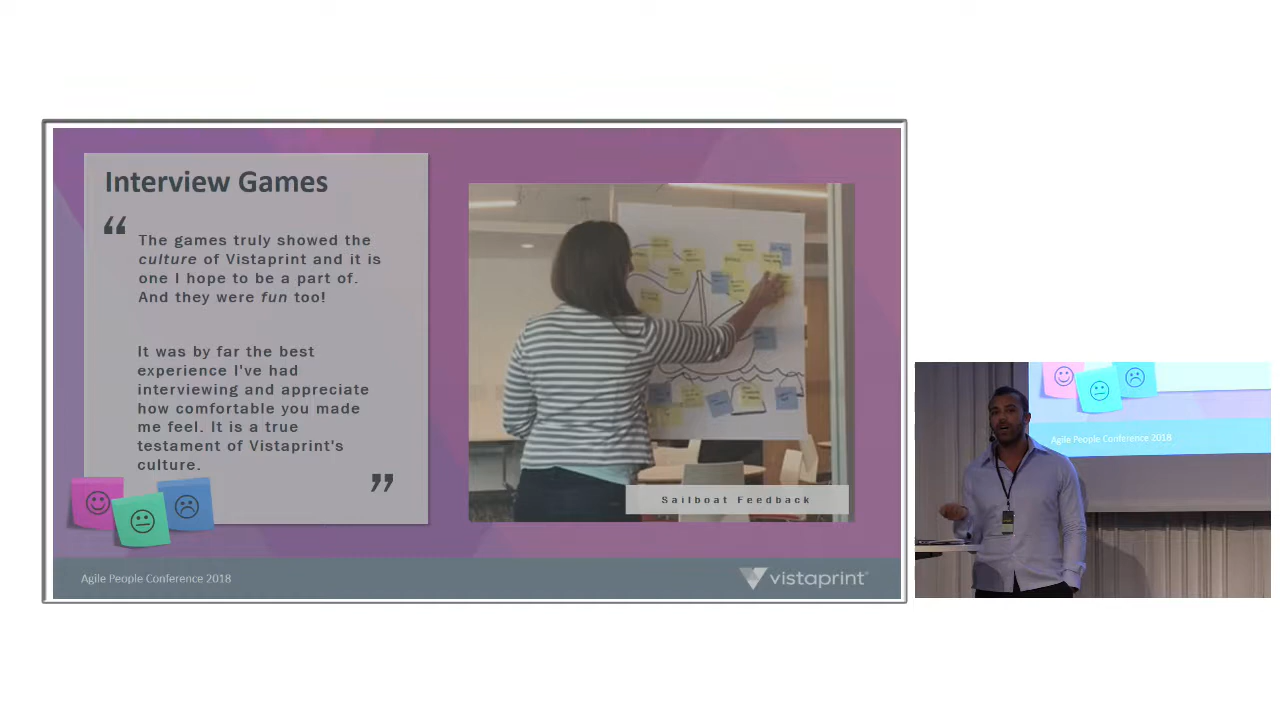 Interview Games
“
The games truly showed the
culture of Vistaprint and it is
one I hope to be a part of.
And they were fun too!
It was by far the best
experience I've had
interviewing and appreciate
how comfortable you made
me feel. It is a true
testament of Vistaprint's
culture.
”
Sailboat Feedback
Agile People Conference 2018
vistaprint®
Agile People Conference 2018